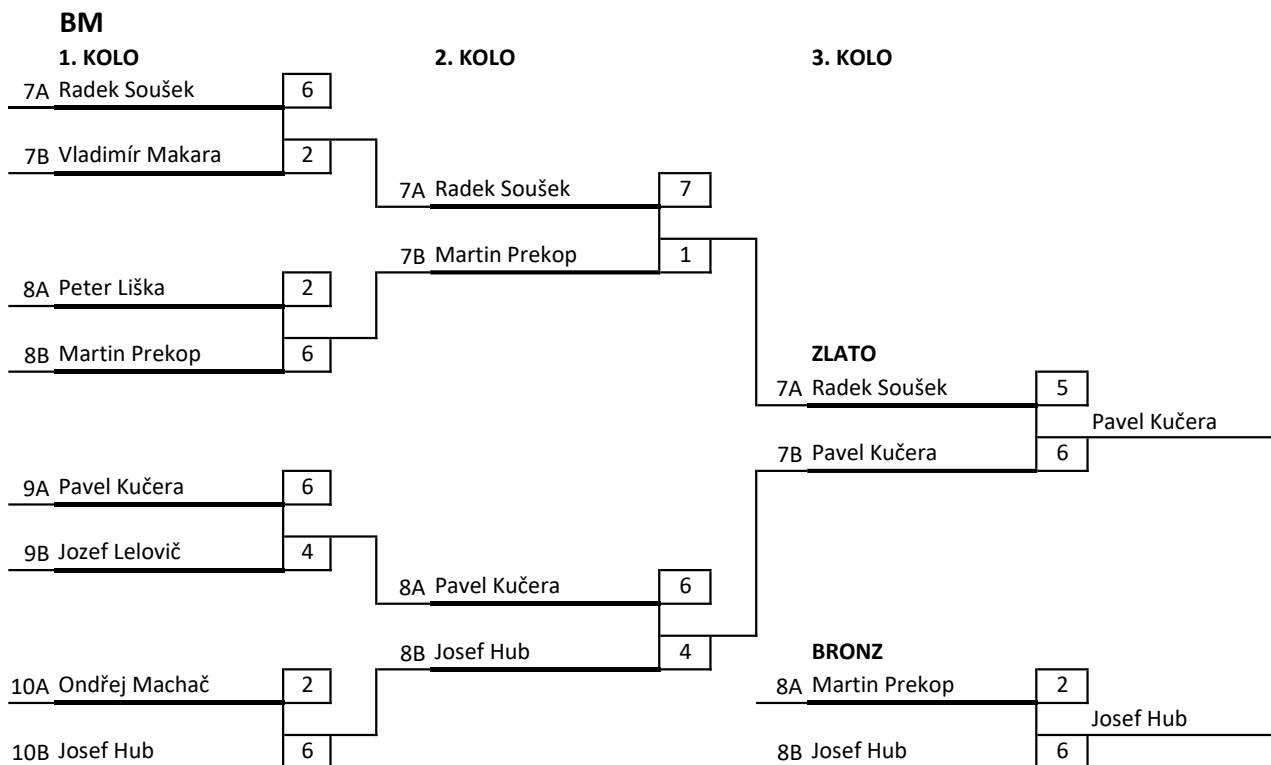 BM
1. KOLO 2. KOLO 3. KOLO
7A Radek Soušek 6
7B Vladimír Makara 2
7A Radek Soušek 7
7B Martin Prekop 1
8A Peter Liška 2
8B Martin Prekop 6
ZLATO
7A Radek Soušek 5
Pavel Kučera
7B Pavel Kučera 6
9A Pavel Kučera 6
9B Jozef Lelovič 4
8A Pavel Kučera 6
8B Josef Hub 4
BRONZ
10A Ondřej Machač 2
8A Martin Prekop 2
Josef Hub
10B Josef Hub 6
8B Josef Hub 6